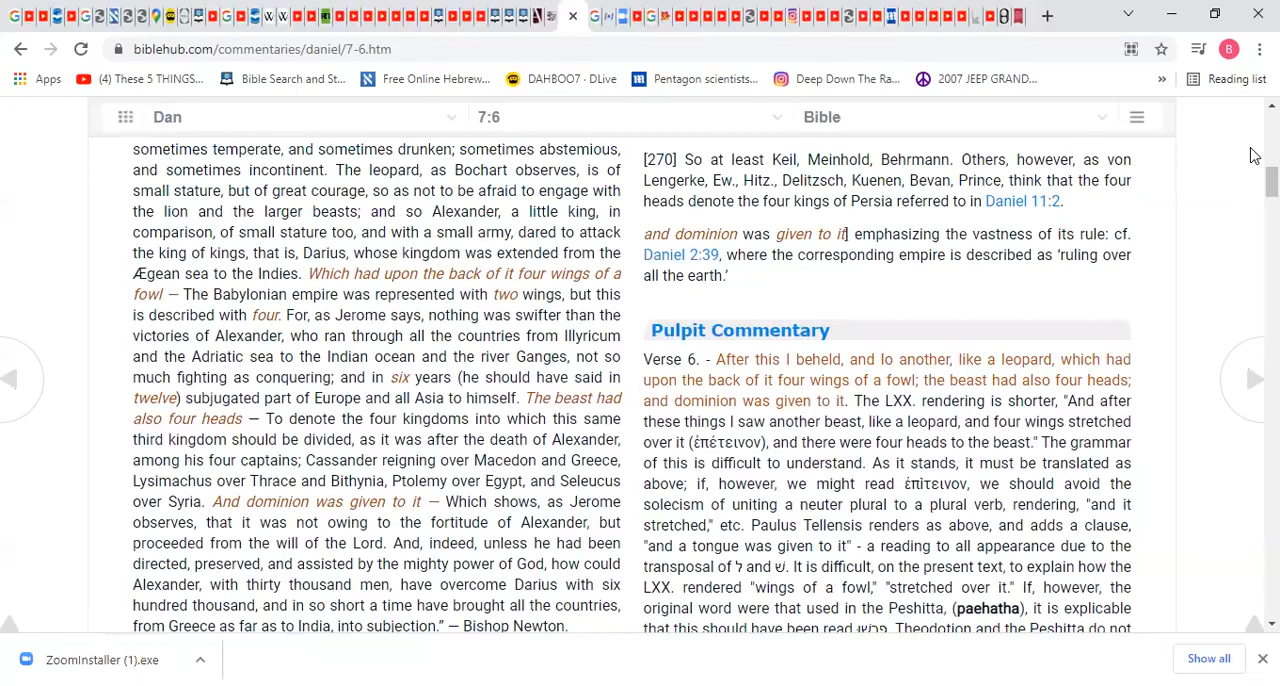 biblehub.com/commentaries/daniel/7-6.htm
B
Apps
(4) These 5 THINGS...
Bible Search and St...
Free Online Hebrew...
DAHBOO7 - DLive
Pentagon scientists...
Deep Down The Ra...
2007 JEEP GRAND...
»
Reading list
Dan
7:6
Bible
sometimes temperate, and sometimes drunken; sometimes abstemious,
and sometimes incontinent. The leopard, as Bochart observes, is of
small stature, but of great courage, so as not to be afraid to engage with
the lion and the larger beasts; and so Alexander, a little king, in
comparison, of small stature too, and with a small army, dared to attack
the king of kings, that is, Darius, whose kingdom was extended from the
Ægean sea to the Indies. Which had upon the back of it four wings of a
fowl — The Babylonian empire was represented with two wings, but this
is described with four. For, as Jerome says, nothing was swifter than the
victories of Alexander, who ran through all the countries from Illyricum
and the Adriatic sea to the Indian ocean and the river Ganges, not so
much fighting as conquering; and in six years (he should have said in
twelve) subjugated part of Europe and all Asia to himself. The beast had
also four heads — To denote the four kingdoms into which this same
third kingdom should be divided, as it was after the death of Alexander,
among his four captains; Cassander reigning over Macedon and Greece,
Lysimachus over Thrace and Bithynia, Ptolemy over Egypt, and Seleucus
over Syria. And dominion was given to it — Which shows, as Jerome
observes, that it was not owing to the fortitude of Alexander, but
proceeded from the will of the Lord. And, indeed, unless he had been
directed, preserved, and assisted by the mighty power of God, how could
Alexander, with thirty thousand men, have overcome Darius with six
hundred thousand, and in so short a time have brought all the countries,
from Greece as far as to India, into subjection.” — Bishop Newton.
[270] So at least Keil, Meinhold, Behrmann. Others, however, as von
Lengerke, Ew., Hitz., Delitzsch, Kuenen, Bevan, Prince, think that the four
heads denote the four kings of Persia referred to in Daniel 11:2.
and dominion was given to it] emphasizing the vastness of its rule: cf.
Daniel 2:39, where the corresponding empire is described as ‘ruling over
all the earth.’
Pulpit Commentary
Verse 6. - After this I beheld, and lo another, like a leopard, which had
upon the back of it four wings of a fowl; the beast had also four heads;
and dominion was given to it. The LXX. rendering is shorter, "And after
these things I saw another beast, like a leopard, and four wings stretched
over it (ἐπέτεινον), and there were four heads to the beast." The grammar
of this is difficult to understand. As it stands, it must be translated as
above; if, however, we might read ἐπίτεινον, we should avoid the
solecism of uniting a neuter plural to a plural verb, rendering, "and it
stretched," etc. Paulus Tellensis renders as above, and adds a clause,
"and a tongue was given to it" - a reading to all appearance due to the
transposal of ל and ש. It is difficult, on the present text, to explain how the
LXX. rendered "wings of a fowl," "stretched over it." If, however, the
original word were that used in the Peshitta, (paehatha), it is explicable
that this should have been read פרשו. Theodotion and the Peshitta do not
ZoomInstaller (1).exe
Show all